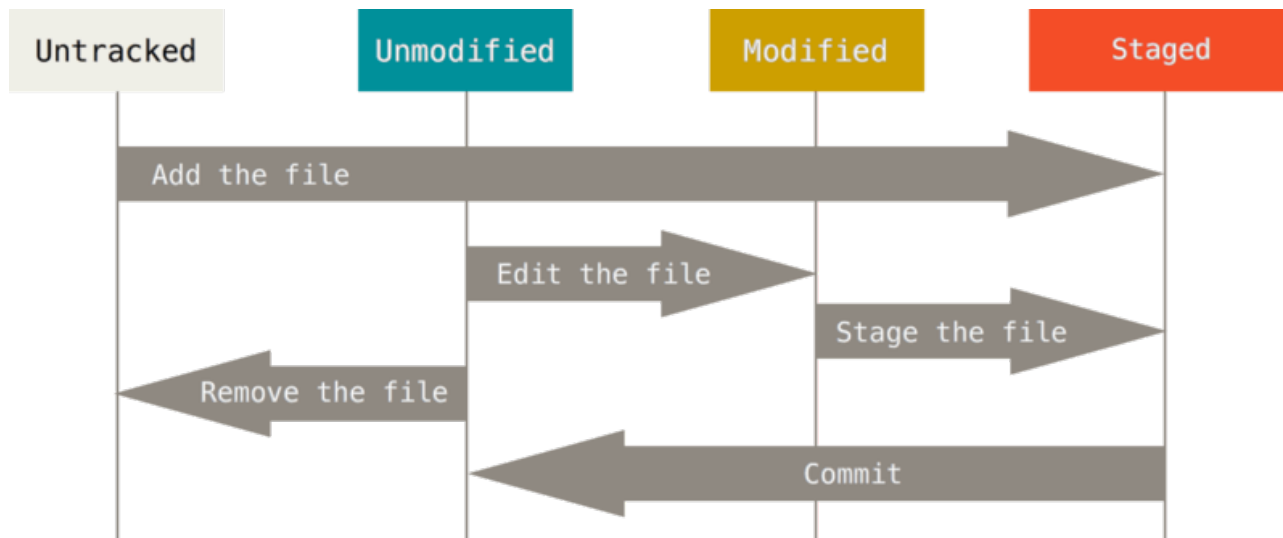 Untracked
Unmodified
Modified
Staged
Add the file
Edit the file
Stage the file
Remove the file
Commit